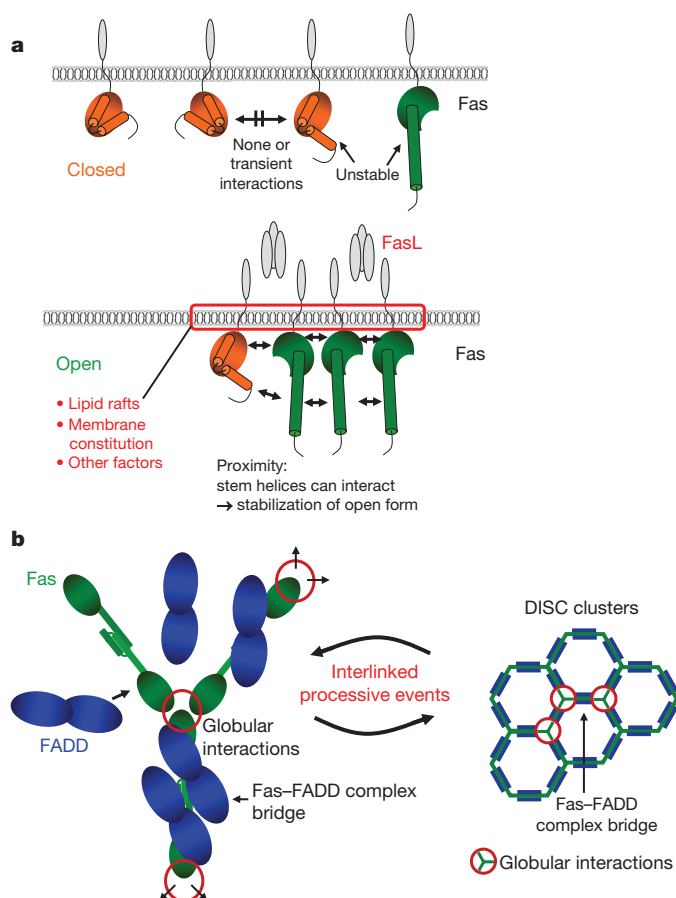 a
Fas
None or
transient
interactions
Unstable
Closed
FasL
Fas
Open
• Lipid rafts
• Membrane
constitution
• Other factors
Proximity:
stem helices can interact
→ stabilization of open form
b
Fas
DISC clusters
Interlinked
processive events
Globular
interactions
FADD
Fas–FADD complex
bridge
Fas–FADD
complex bridge
Globular interactions